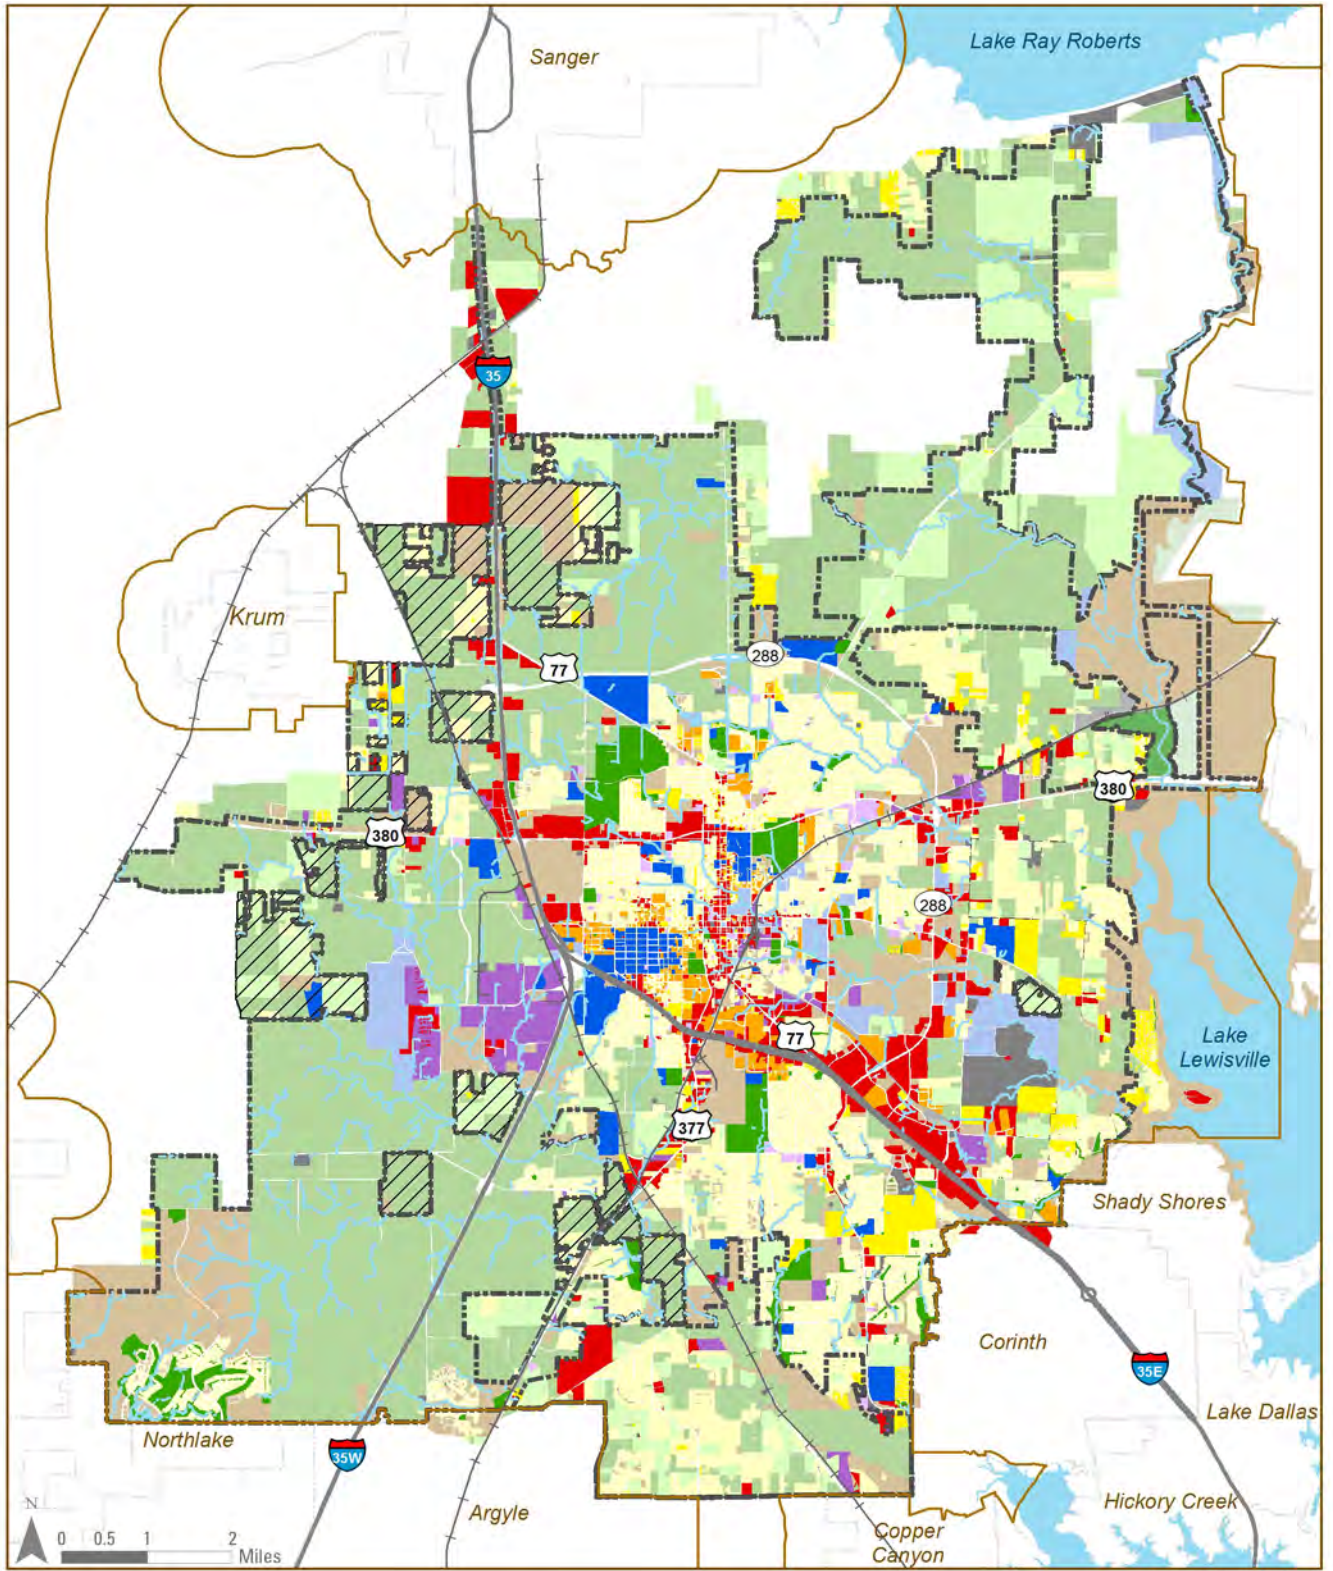 Sanger
Lake Ray Roberts
35
Krum
77
288
380
380
288
77
Lake
Lewisville
377
Shady Shores
Corinth
35E
Lake Dallas
Northlake
35W
Hickory Creek
Argyle
Copper
Canyon
N
0 0.5 1 2
Miles